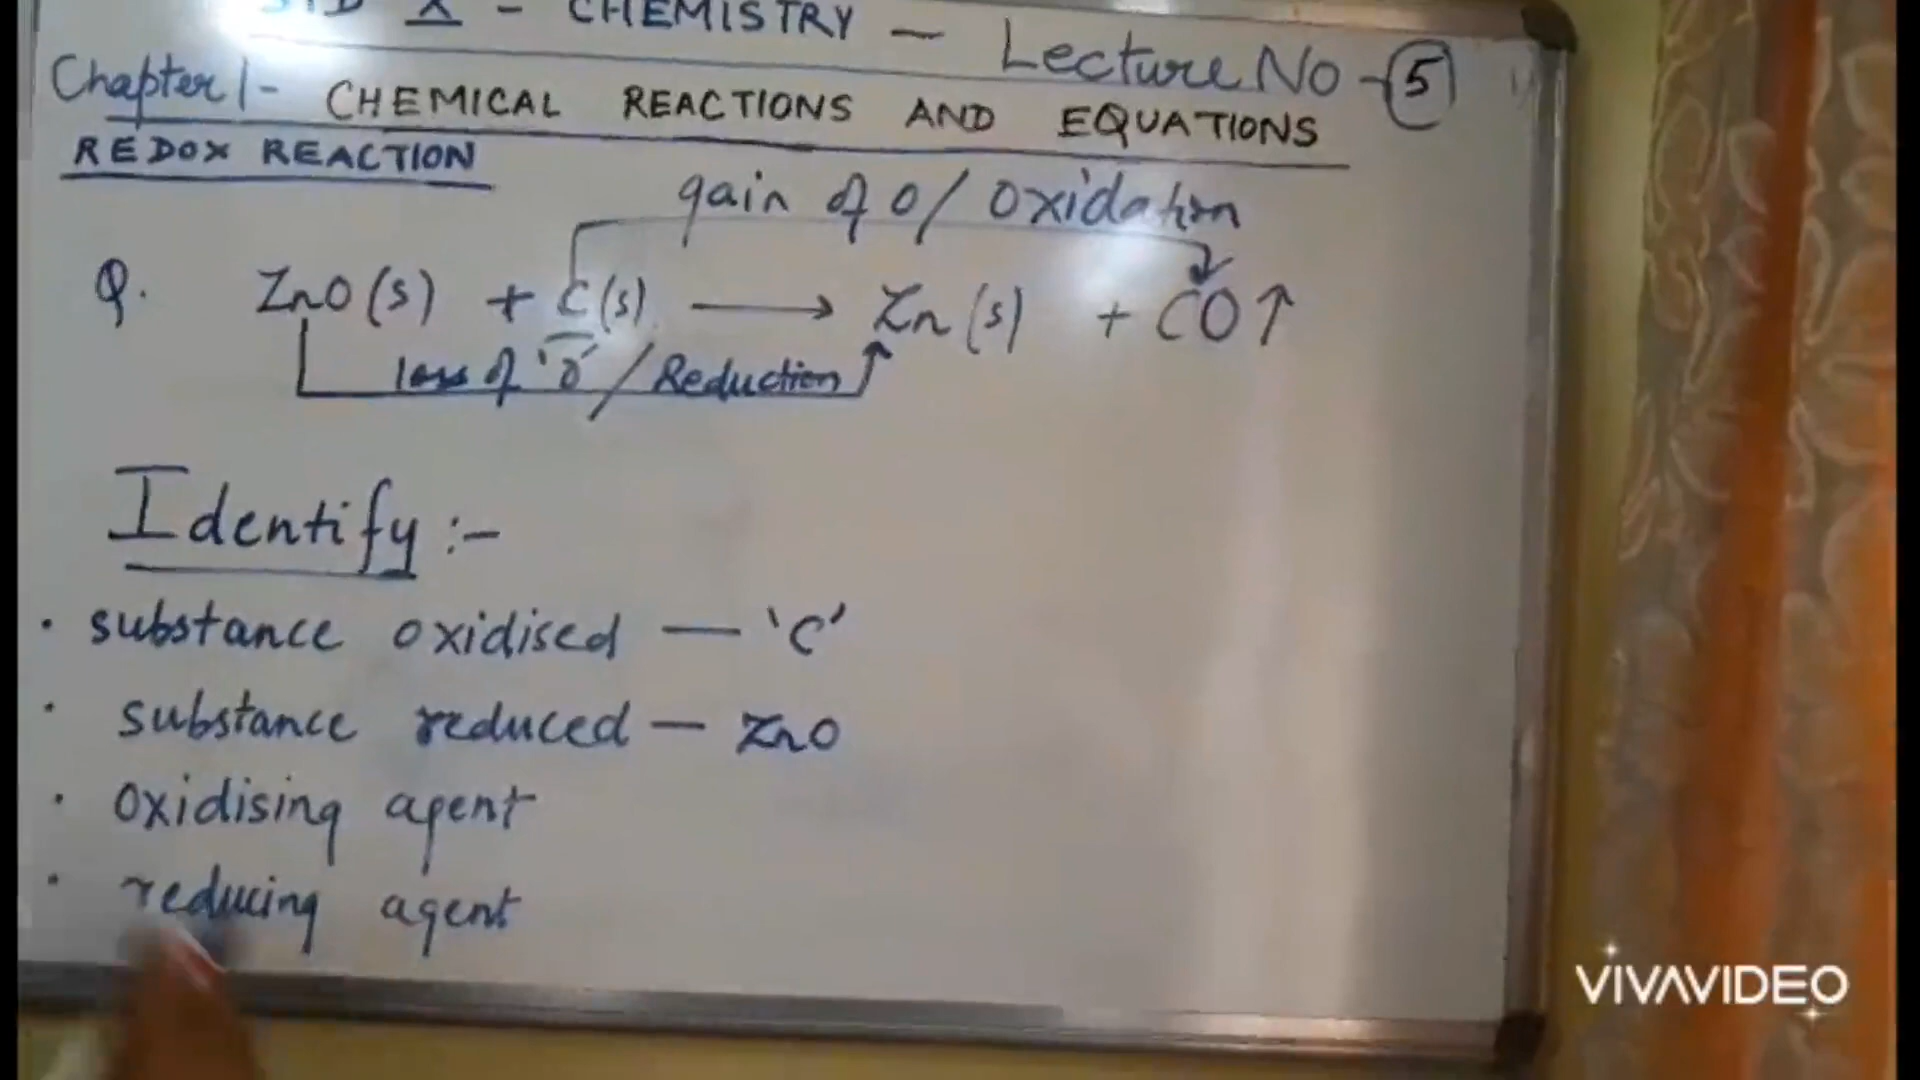 X - CHEMISTRY - Lecture No - 5
Chapter 1 - CHEMICAL REACTIONS AND EQUATIONS
REDOX REACTION
gain of O / Oxidation
Q. ZnO (s) + C (s) → Zn (s) + CO ↑
loss of 'O' / Reduction
Identify :-
· substance oxidised - 'C'
· substance reduced - ZnO
· oxidising agent
· reducing agent
VIVAVIDEO